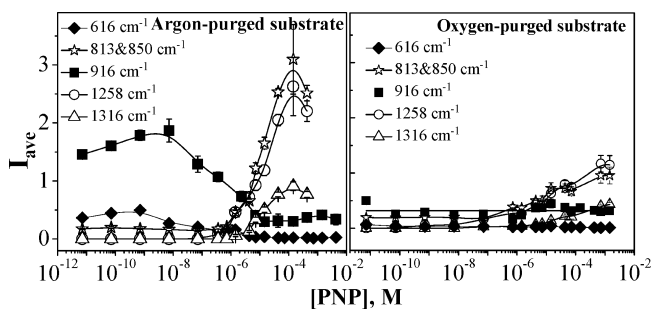 Argon-purged substrate
616 cm⁻¹
813&850 cm⁻¹
916 cm⁻¹
1258 cm⁻¹
1316 cm⁻¹
Oxygen-purged substrate
616 cm⁻¹
813&850 cm⁻¹
916 cm⁻¹
1258 cm⁻¹
1316 cm⁻¹
I_ave
3
2
1
0
10⁻¹² 10⁻¹⁰ 10⁻⁸ 10⁻⁶ 10⁻⁴ 10⁻² 10⁻¹⁰ 10⁻⁸ 10⁻⁶ 10⁻⁴ 10⁻²
[PNP], M